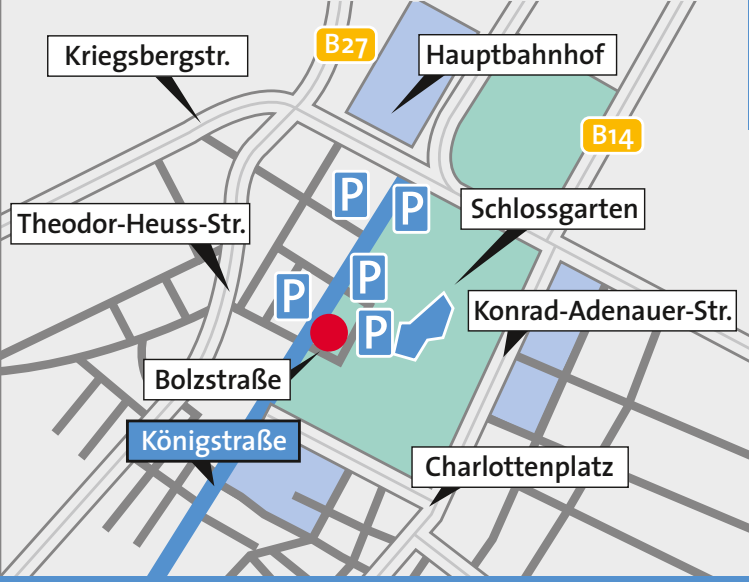 B27
Kriegsbergstr.
Hauptbahnhof
B14
P
P
Theodor-Heuss-Str.
Schlossgarten
P
P
Konrad-Adenauer-Str.
P
Bolzstraße
Königstraße
Charlottenplatz